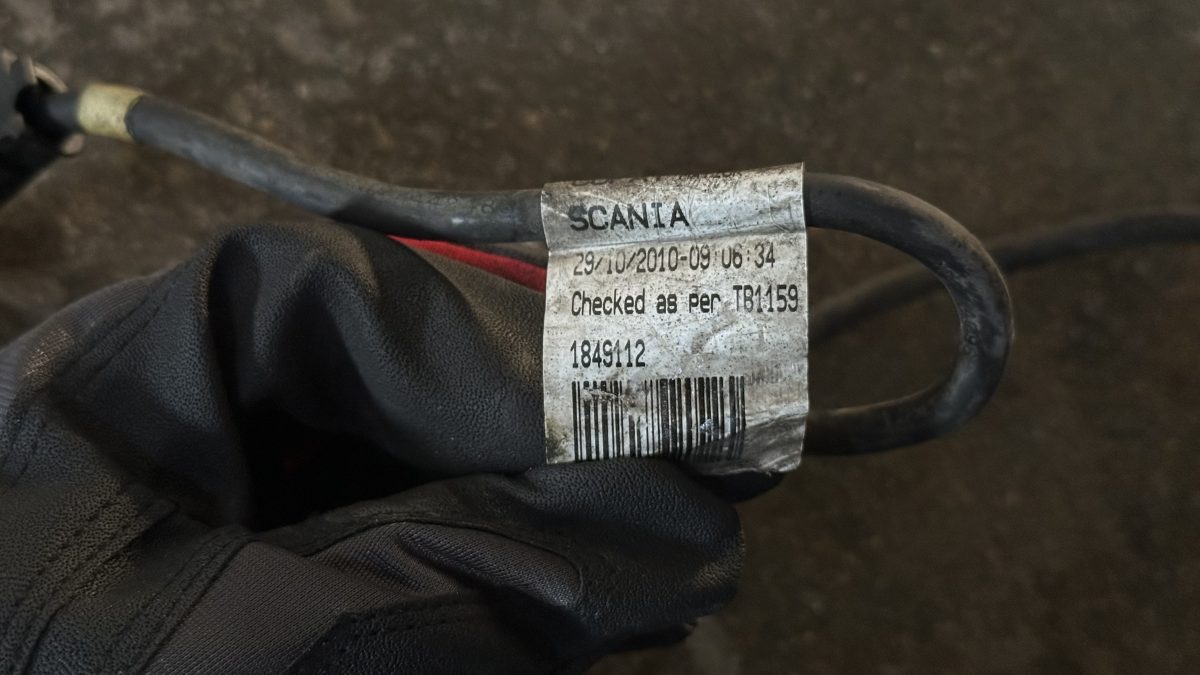 SCANIA
29/10/2010-09:06:34
Checked as per TB1159
1849112